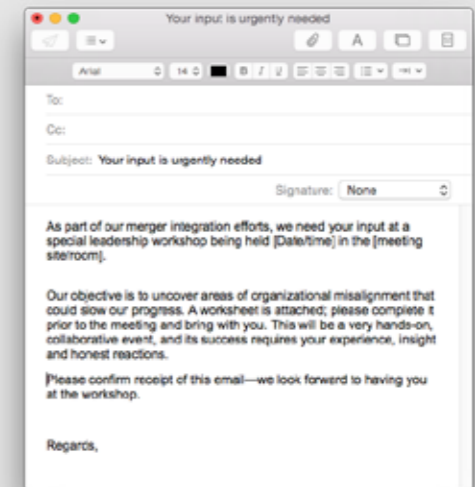 Your input is urgently needed
Arial 14 B I U
To:
Cc:
Subject: Your input is urgently needed
Signature: None
As part of our merger integration efforts, we need your input at a
special leadership workshop being held [Date/time] in the [meeting
site/room].
Our objective is to uncover areas of organizational misalignment that
could slow our progress. A worksheet is attached; please complete it
prior to the meeting and bring with you. This will be a very hands-on,
collaborative event, and its success requires your experience, insight
and honest reactions.
Please confirm receipt of this email—we look forward to having you
at the workshop.
Regards,